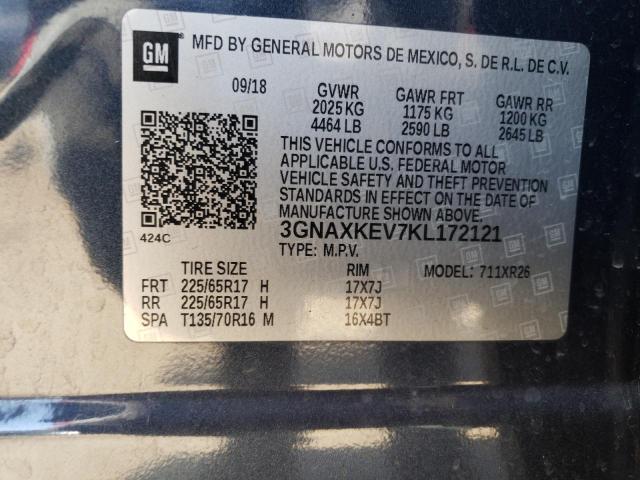 GM MFD BY GENERAL MOTORS DE MEXICO, S. DE R.L. DE C.V.
09/18 GVWR GAWR FRT GAWR RR
2025 KG 1175 KG 1200 KG
4464 LB 2590 LB 2645 LB
THIS VEHICLE CONFORMS TO ALL
APPLICABLE U.S. FEDERAL MOTOR
VEHICLE SAFETY AND THEFT PREVENTION
STANDARDS IN EFFECT ON THE DATE OF
MANUFACTURE SHOWN ABOVE.
424C 3GNAXKEV7KL172121
TYPE: M.P.V.
TIRE SIZE RIM MODEL: 711XR26
FRT 225/65R17 H 17X7J
RR 225/65R17 H 17X7J
SPA T135/70R16 M 16X4BT